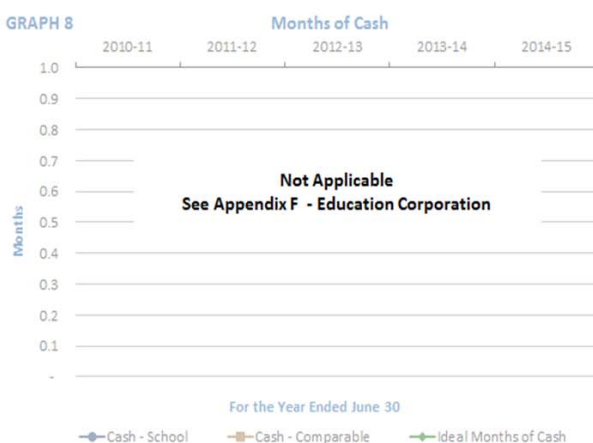 GRAPH 8
Months of Cash
2010-11 2011-12 2012-13 2013-14 2014-15
1.0
0.9
0.8
0.7
0.6
0.5
0.4
0.3
0.2
0.1
-
Months
Not Applicable
See Appendix F - Education Corporation
For the Year Ended June 30
Cash - School Cash - Comparable Ideal Months of Cash